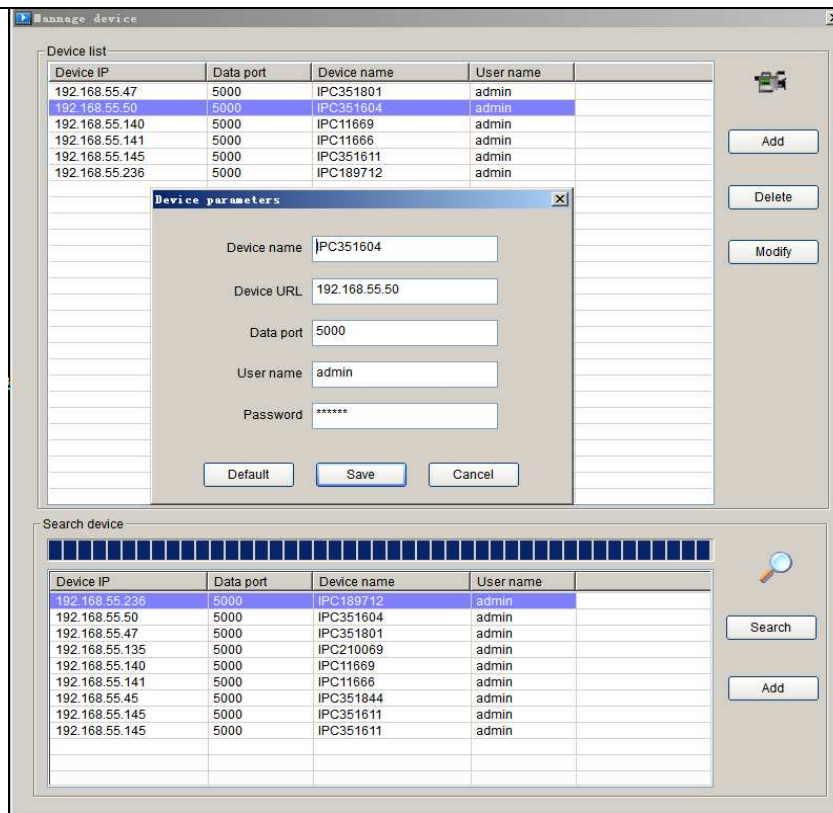 Mannage device
Device list
Device IP Data port Device name User name
192.168.55.47 5000 IPC351801 admin
192.168.55.50 5000 IPC351604 admin
192.168.55.140 5000 IPC11669 admin
192.168.55.141 5000 IPC11666 admin
192.168.55.145 5000 IPC351611 admin
192.168.55.236 5000 IPC189712 admin
Add
Delete
Modify
Device parameters
Device name IPC351604
Device URL 192.168.55.50
Data port 5000
User name admin
Password ******
Default Save Cancel
Search device
Device IP Data port Device name User name
192.168.55.236 5000 IPC189712 admin
192.168.55.50 5000 IPC351604 admin
192.168.55.47 5000 IPC351801 admin
192.168.55.135 5000 IPC210069 admin
192.168.55.140 5000 IPC11669 admin
192.168.55.141 5000 IPC11666 admin
192.168.55.45 5000 IPC351844 admin
192.168.55.145 5000 IPC351611 admin
192.168.55.145 5000 IPC351611 admin
Search
Add